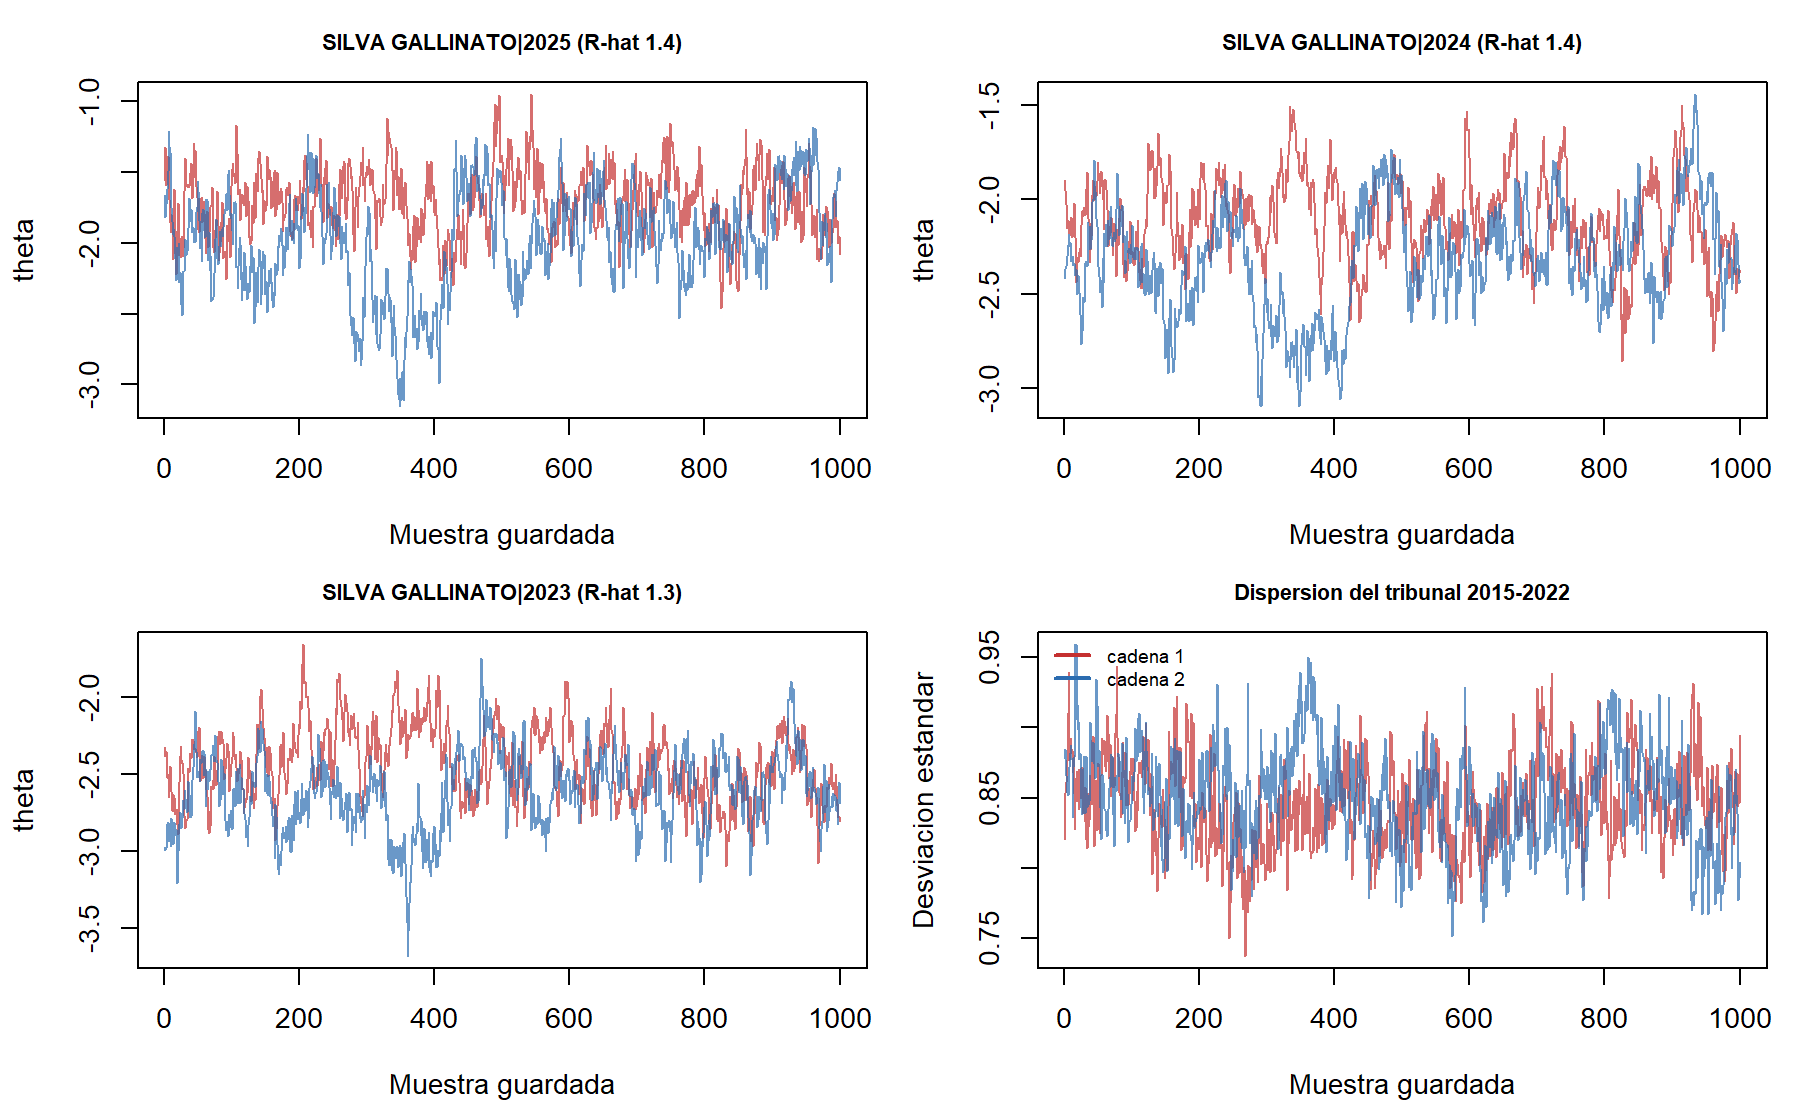 SILVA GALLINATO|2025 (R-hat 1.4)
theta
-1.0
-2.0
-3.0
0 200 400 600 800 1000
Muestra guardada
SILVA GALLINATO|2024 (R-hat 1.4)
theta
-1.5
-2.0
-2.5
-3.0
0 200 400 600 800 1000
Muestra guardada
SILVA GALLINATO|2023 (R-hat 1.3)
theta
-2.0
-2.5
-3.0
-3.5
0 200 400 600 800 1000
Muestra guardada
Dispersion del tribunal 2015-2022
Desviacion estandar
0.95
0.85
0.75
cadena 1
cadena 2
0 200 400 600 800 1000
Muestra guardada